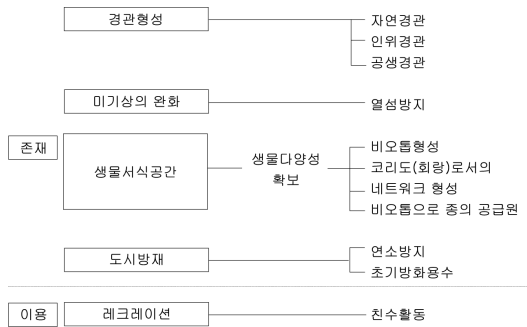 경관형성
자연경관
인위경관
공생경관
미기상의 완화
열섬방지
존재
생물서식공간
생물다양성
확보
비오톱형성
코리도(회랑)로서의
네트워크 형성
비오톱으로 종의 공급원
도시방재
연소방지
초기방화용수
이용
레크레이션
친수활동